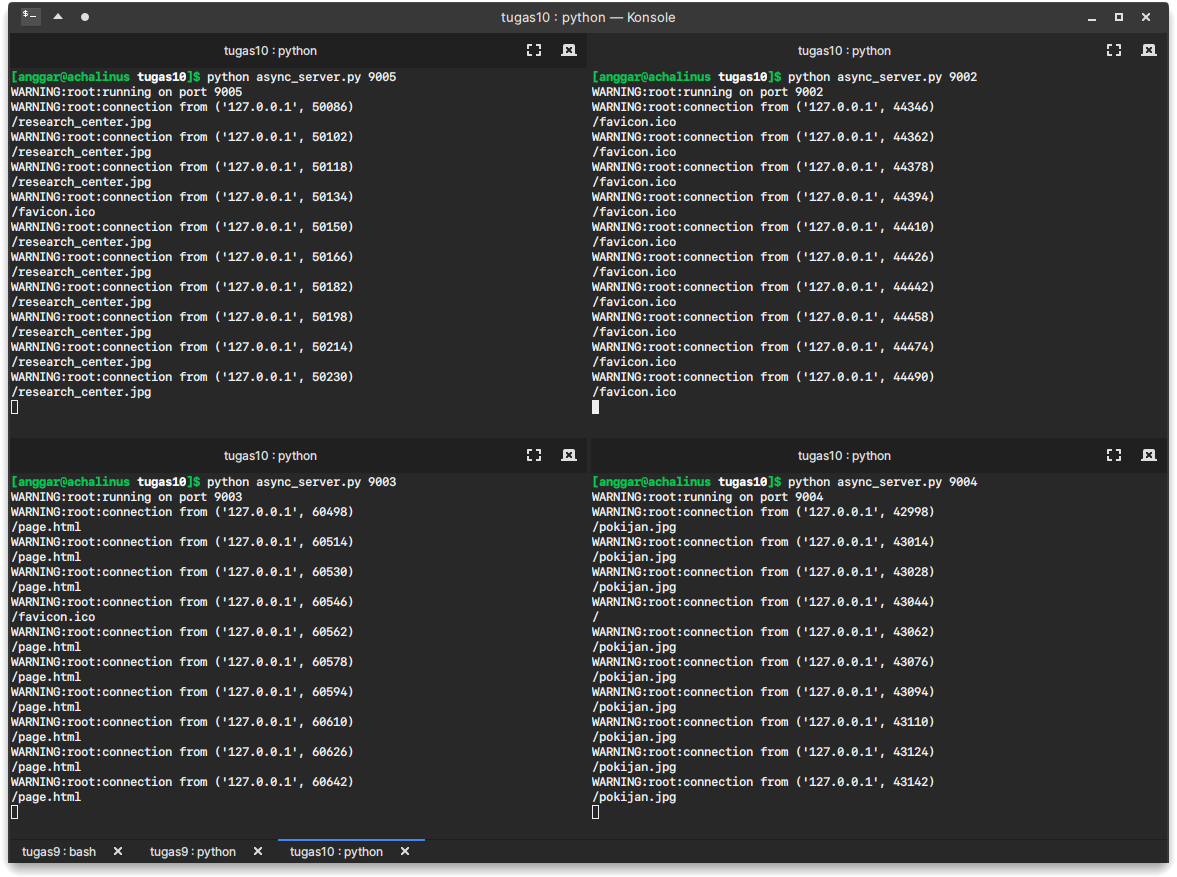 tugas10 : python — Konsole
tugas10 : python
[anggar@achalinus tugas10]$ python async_server.py 9005
WARNING:root:running on port 9005
WARNING:root:connection from ('127.0.0.1', 50086)
/research_center.jpg
WARNING:root:connection from ('127.0.0.1', 50102)
/research_center.jpg
WARNING:root:connection from ('127.0.0.1', 50118)
/research_center.jpg
WARNING:root:connection from ('127.0.0.1', 50134)
/favicon.ico
WARNING:root:connection from ('127.0.0.1', 50150)
/research_center.jpg
WARNING:root:connection from ('127.0.0.1', 50166)
/research_center.jpg
WARNING:root:connection from ('127.0.0.1', 50182)
/research_center.jpg
WARNING:root:connection from ('127.0.0.1', 50198)
/research_center.jpg
WARNING:root:connection from ('127.0.0.1', 50214)
/research_center.jpg
WARNING:root:connection from ('127.0.0.1', 50230)
/research_center.jpg
tugas10 : python
[anggar@achalinus tugas10]$ python async_server.py 9002
WARNING:root:running on port 9002
WARNING:root:connection from ('127.0.0.1', 44346)
/favicon.ico
WARNING:root:connection from ('127.0.0.1', 44362)
/favicon.ico
WARNING:root:connection from ('127.0.0.1', 44378)
/favicon.ico
WARNING:root:connection from ('127.0.0.1', 44394)
/favicon.ico
WARNING:root:connection from ('127.0.0.1', 44410)
/favicon.ico
WARNING:root:connection from ('127.0.0.1', 44426)
/favicon.ico
WARNING:root:connection from ('127.0.0.1', 44442)
/favicon.ico
WARNING:root:connection from ('127.0.0.1', 44458)
/favicon.ico
WARNING:root:connection from ('127.0.0.1', 44474)
/favicon.ico
WARNING:root:connection from ('127.0.0.1', 44490)
/favicon.ico
tugas10 : python
[anggar@achalinus tugas10]$ python async_server.py 9003
WARNING:root:running on port 9003
WARNING:root:connection from ('127.0.0.1', 60498)
/page.html
WARNING:root:connection from ('127.0.0.1', 60514)
/page.html
WARNING:root:connection from ('127.0.0.1', 60530)
/page.html
WARNING:root:connection from ('127.0.0.1', 60546)
/favicon.ico
WARNING:root:connection from ('127.0.0.1', 60562)
/page.html
WARNING:root:connection from ('127.0.0.1', 60578)
/page.html
WARNING:root:connection from ('127.0.0.1', 60594)
/page.html
WARNING:root:connection from ('127.0.0.1', 60610)
/page.html
WARNING:root:connection from ('127.0.0.1', 60626)
/page.html
WARNING:root:connection from ('127.0.0.1', 60642)
/page.html
tugas10 : python
[anggar@achalinus tugas10]$ python async_server.py 9004
WARNING:root:running on port 9004
WARNING:root:connection from ('127.0.0.1', 42998)
/pokijan.jpg
WARNING:root:connection from ('127.0.0.1', 43014)
/pokijan.jpg
WARNING:root:connection from ('127.0.0.1', 43028)
/pokijan.jpg
WARNING:root:connection from ('127.0.0.1', 43044)
/
WARNING:root:connection from ('127.0.0.1', 43062)
/pokijan.jpg
WARNING:root:connection from ('127.0.0.1', 43076)
/pokijan.jpg
WARNING:root:connection from ('127.0.0.1', 43094)
/pokijan.jpg
WARNING:root:connection from ('127.0.0.1', 43110)
/pokijan.jpg
WARNING:root:connection from ('127.0.0.1', 43124)
/pokijan.jpg
WARNING:root:connection from ('127.0.0.1', 43142)
/pokijan.jpg
tugas9 : bash
tugas9 : python
tugas10 : python